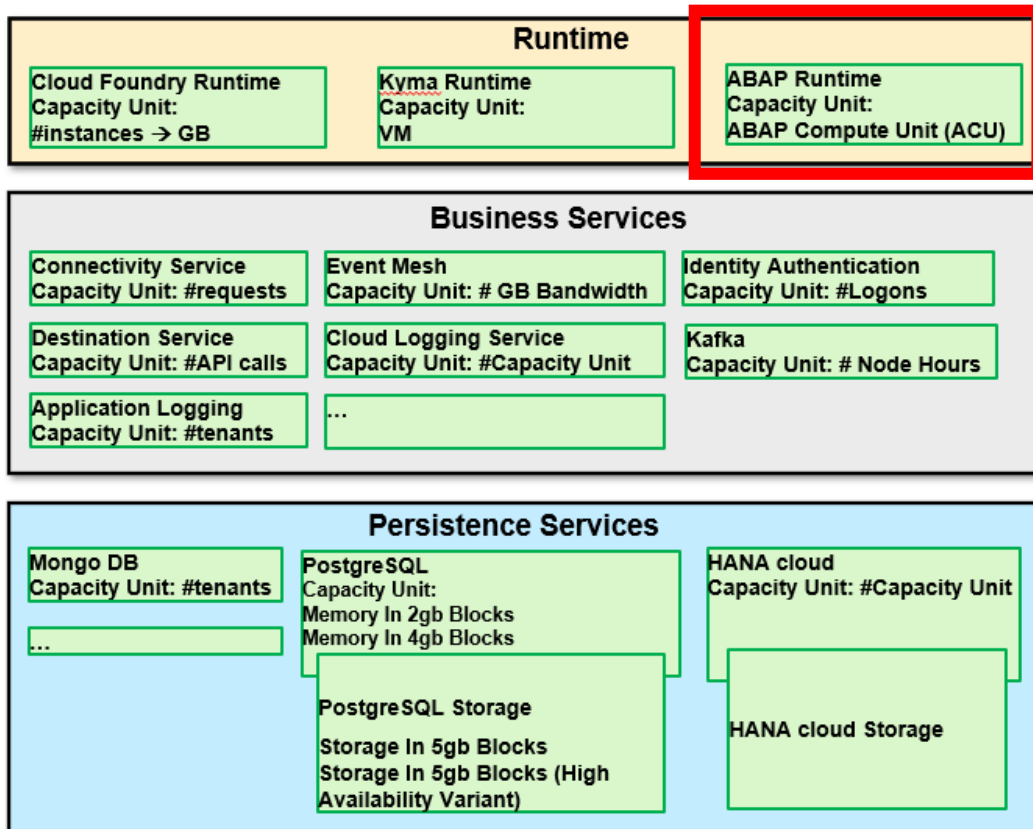 Runtime
Cloud Foundry Runtime
Capacity Unit:
#instances → GB
Kyma Runtime
Capacity Unit:
VM
ABAP Runtime
Capacity Unit:
ABAP Compute Unit (ACU)
Business Services
Connectivity Service
Capacity Unit: #requests
Event Mesh
Capacity Unit: # GB Bandwidth
Identity Authentication
Capacity Unit: #Logons
Destination Service
Capacity Unit: #API calls
Cloud Logging Service
Capacity Unit: #Capacity Unit
Kafka
Capacity Unit: # Node Hours
Application Logging
Capacity Unit: #tenants
...
Persistence Services
Mongo DB
Capacity Unit: #tenants
...
PostgreSQL
Capacity Unit:
Memory In 2gb Blocks
Memory In 4gb Blocks
PostgreSQL Storage
Storage In 5gb Blocks
Storage In 5gb Blocks (High
Availability Variant)
HANA cloud
Capacity Unit: #Capacity Unit
HANA cloud Storage